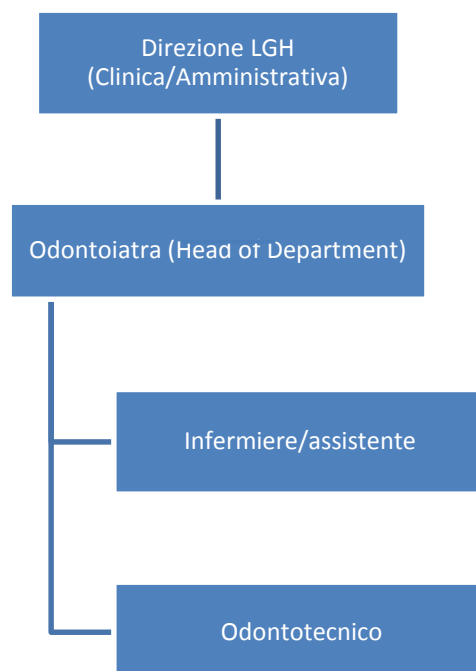 Direzione LGH
(Clinica/Amministrativa)
Odontoiatra (Head of Department)
Infermiere/assistente
Odontotecnico